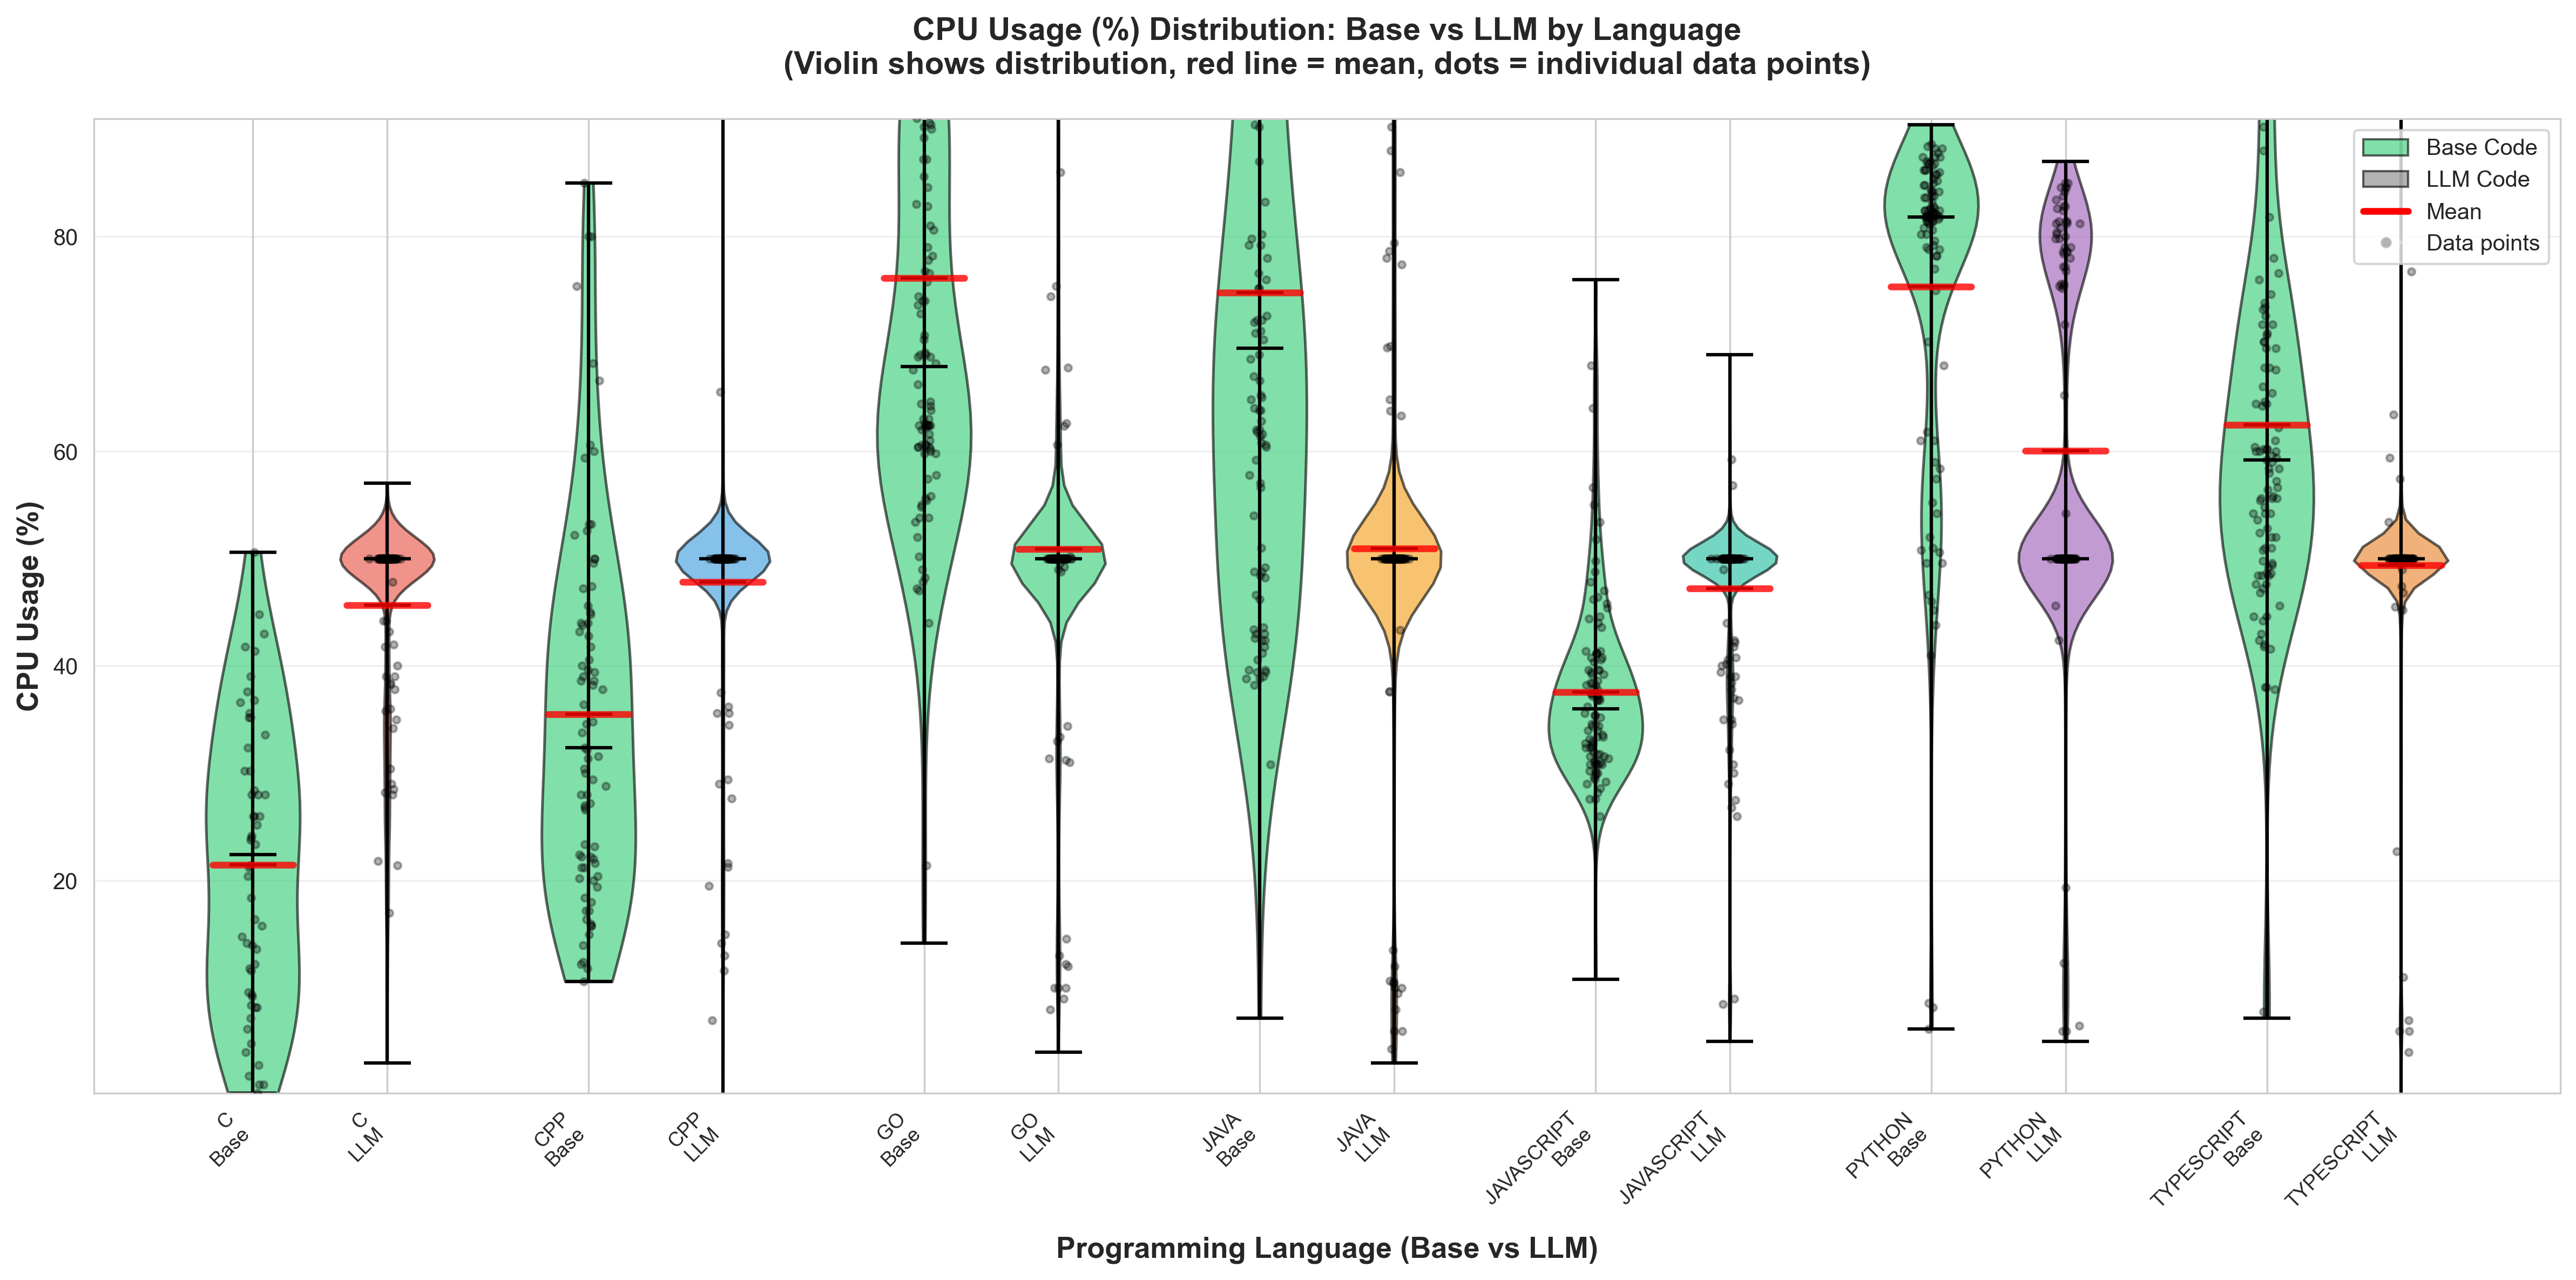 CPU Usage (%) Distribution: Base vs LLM by Language
(Violin shows distribution, red line = mean, dots = individual data points)
CPU Usage (%)
80
60
40
20
Base Code
LLM Code
Mean
Data points
C
Base
C
LLM
CPP
Base
CPP
LLM
GO
Base
GO
LLM
JAVA
Base
JAVA
LLM
JAVASCRIPT
Base
JAVASCRIPT
LLM
PYTHON
Base
PYTHON
LLM
TYPESCRIPT
Base
TYPESCRIPT
LLM
Programming Language (Base vs LLM)